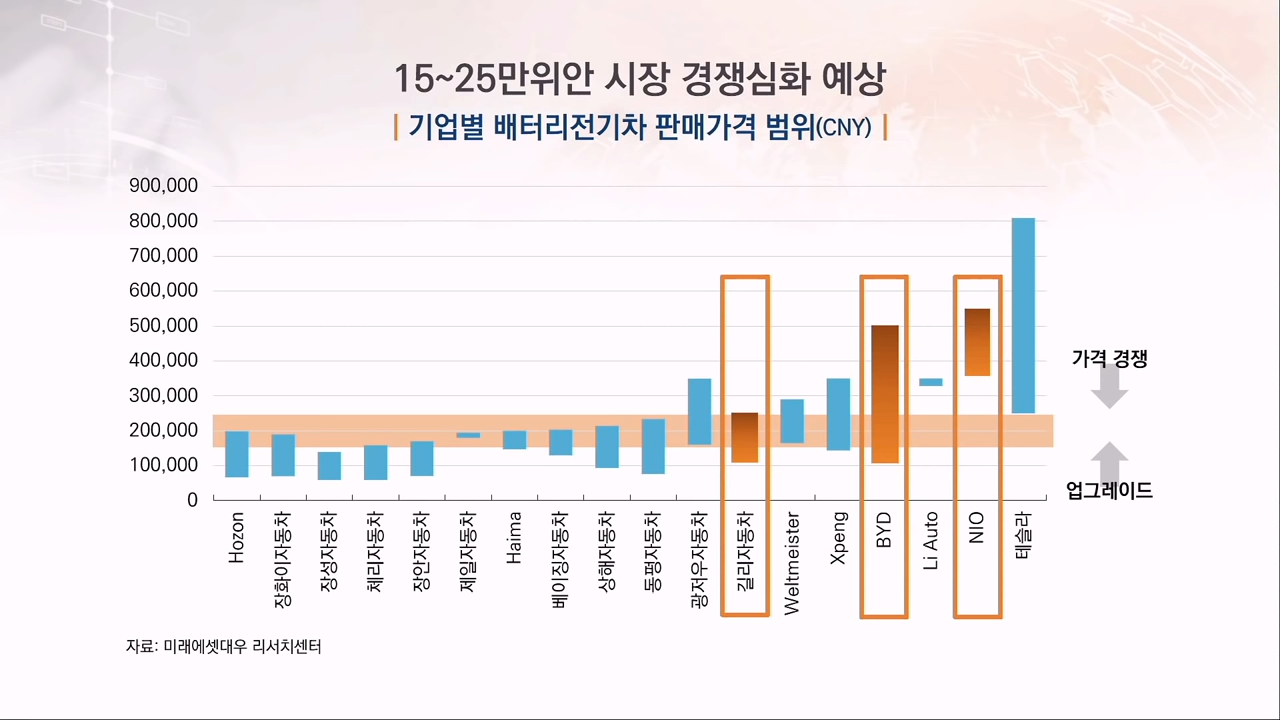 15~25만위안 시장 경쟁심화 예상
기업별 배터리전기차 판매가격 범위(CNY)
900,000
800,000
700,000
600,000
500,000
400,000
300,000
200,000
100,000
0
가격 경쟁
업그레이드
Hozon
장화이자동차
장성자동차
체리자동차
장안자동차
제일자동차
Haima
베이징자동차
상해자동차
동펑자동차
광저우자동차
길리자동차
Weltmeister
Xpeng
BYD
Li Auto
NIO
테슬라
자료: 미래에셋대우 리서치센터